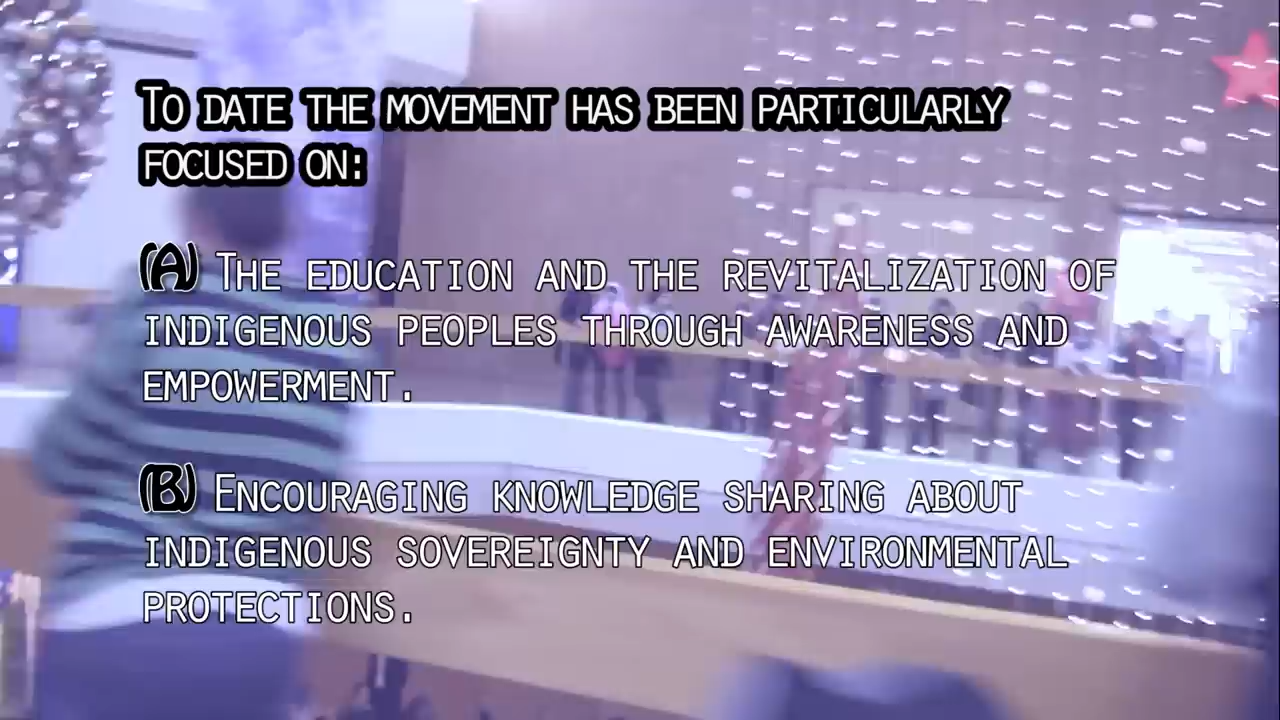 To date the movement has been particularly
focused on:
(A) The education and the revitalization of
indigenous peoples through awareness and
empowerment.
(B) Encouraging knowledge sharing about
indigenous sovereignty and environmental
protections.